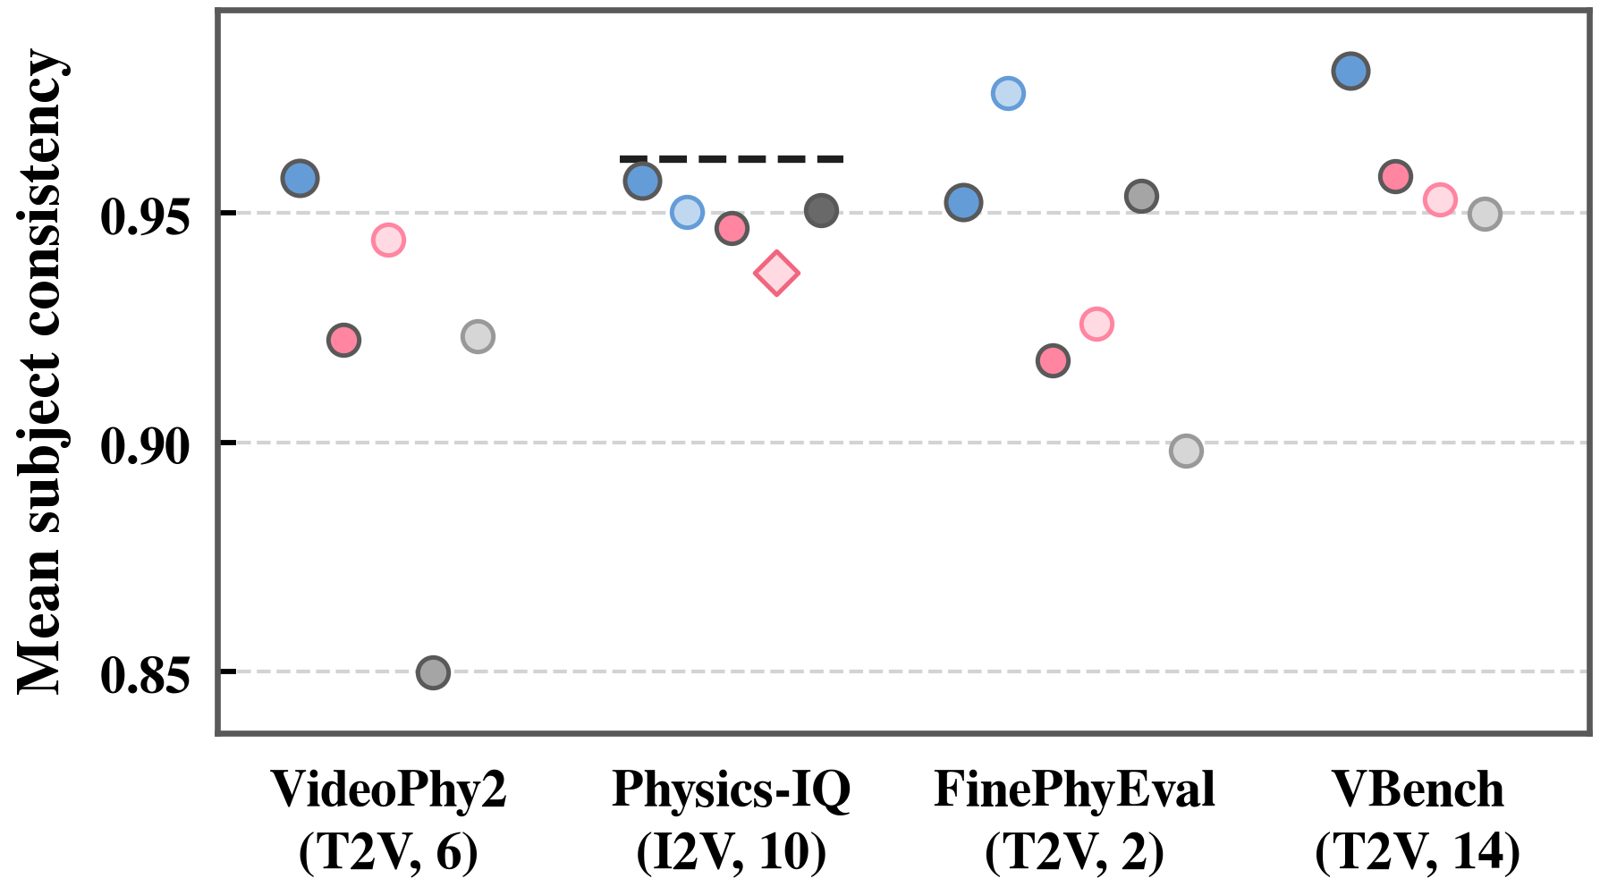 Mean subject consistency
0.95
0.90
0.85
VideoPhy2
(T2V, 6)
Physics-IQ
(I2V, 10)
FinePhyEval
(T2V, 2)
VBench
(T2V, 14)